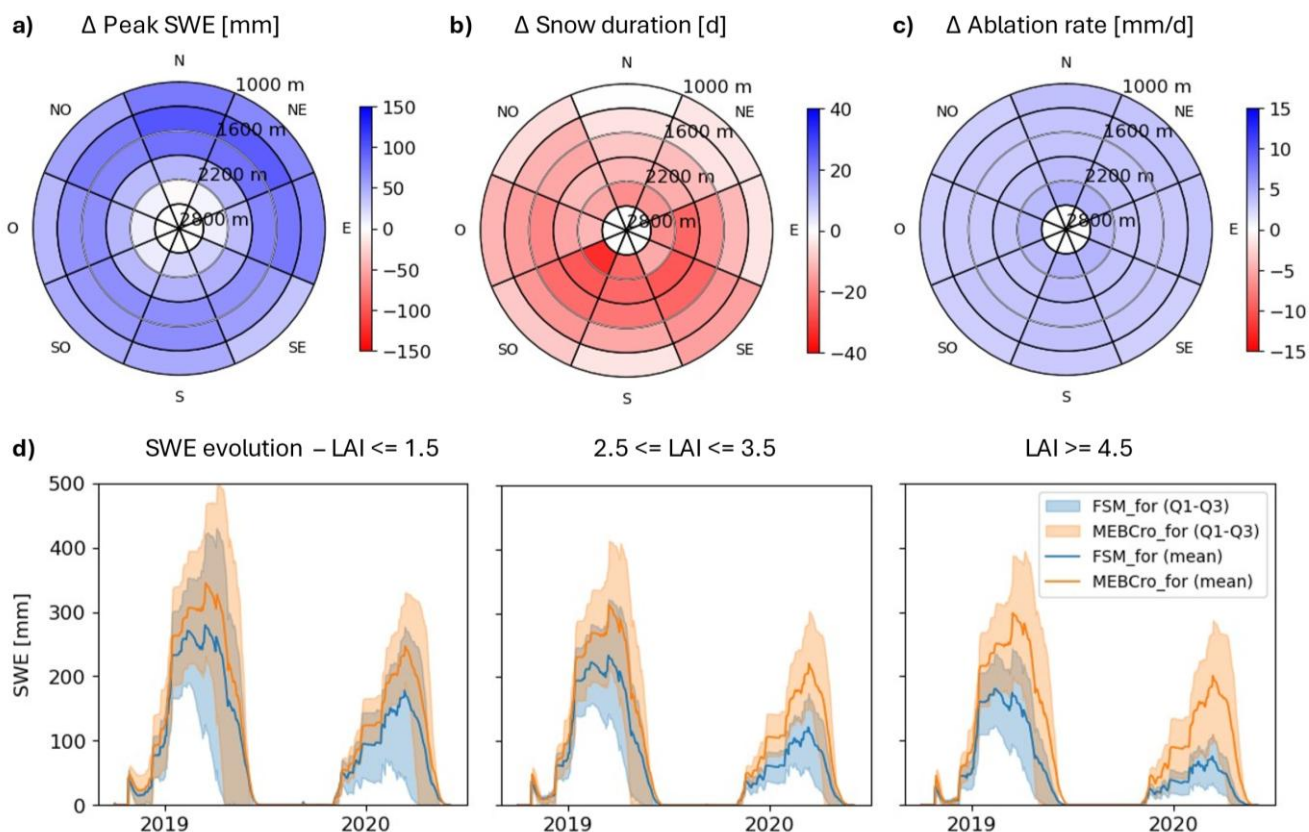 a) Δ Peak SWE [mm]
N
NO
NE
O
E
SO
SE
S
1000 m
1600 m
2200 m
2800 m
150
100
50
0
−50
−100
−150
b) Δ Snow duration [d]
N
NO
NE
O
E
SO
SE
S
1000 m
1600 m
2200 m
2800 m
40
20
0
−20
−40
c) Δ Ablation rate [mm/d]
N
NO
NE
O
E
SO
SE
S
1000 m
1600 m
2200 m
2800 m
15
10
5
0
−5
−10
−15
d) SWE evolution – LAI <= 1.5
2.5 <= LAI <= 3.5
LAI >= 4.5
SWE [mm]
500
400
300
200
100
0
FSM_for (Q1-Q3)
MEBCro_for (Q1-Q3)
FSM_for (mean)
MEBCro_for (mean)
2019 2020
2019 2020
2019 2020